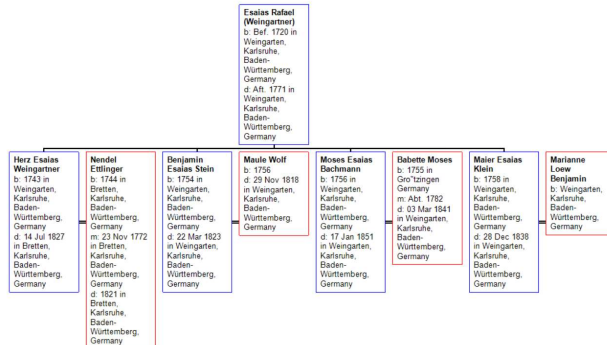 Esaias Rafael
(Weingartner)
b: Bef. 1720 in
Weingarten,
Karlsruhe,
Baden-
Württemberg,
Germany
d: Aft. 1771 in
Weingarten,
Karlsruhe,
Baden-
Württemberg,
Germany
Herz Esaias
Weingartner
b: 1743 in
Weingarten,
Karlsruhe,
Baden-
Württemberg,
Germany
d: 14 Jul 1827
in Bretten,
Karlsruhe,
Baden-
Württemberg,
Germany
Nendel
Ettlinger
b: 1744 in
Bretten,
Karlsruhe,
Baden-
Württemberg,
Germany
m: 23 Nov 1772
in Bretten,
Karlsruhe,
Baden-
Württemberg,
Germany
d: 1821 in
Bretten,
Karlsruhe,
Baden-
Württemberg,
Germany
Benjamin
Esaias Stein
b: 1754 in
Weingarten,
Karlsruhe,
Baden-
Württemberg,
Germany
d: 22 Mar 1823
in Weingarten,
Karlsruhe,
Baden-
Württemberg,
Germany
Maule Wolf
b: 1756
d: 29 Nov 1818
in Weingarten,
Karlsruhe,
Baden-
Württemberg,
Germany
Moses Esaias
Bachmann
b: 1756 in
Weingarten,
Karlsruhe,
Baden-
Württemberg,
Germany
d: 17 Jan 1851
in Weingarten,
Karlsruhe,
Baden-
Württemberg,
Germany
Babette Moses
b: 1755 in
Gro˜tzingen
Germany
m: Abt. 1782
d: 03 Mar 1841
in Weingarten,
Karlsruhe,
Baden-
Württemberg,
Germany
Maier Esaias
Klein
b: 1758 in
Weingarten,
Karlsruhe,
Baden-
Württemberg,
Germany
d: 28 Dec 1838
in Weingarten,
Karlsruhe,
Baden-
Württemberg,
Germany
Marianne
Loew
Benjamin
b: Weingarten,
Karlsruhe,
Baden-
Württemberg,
Germany